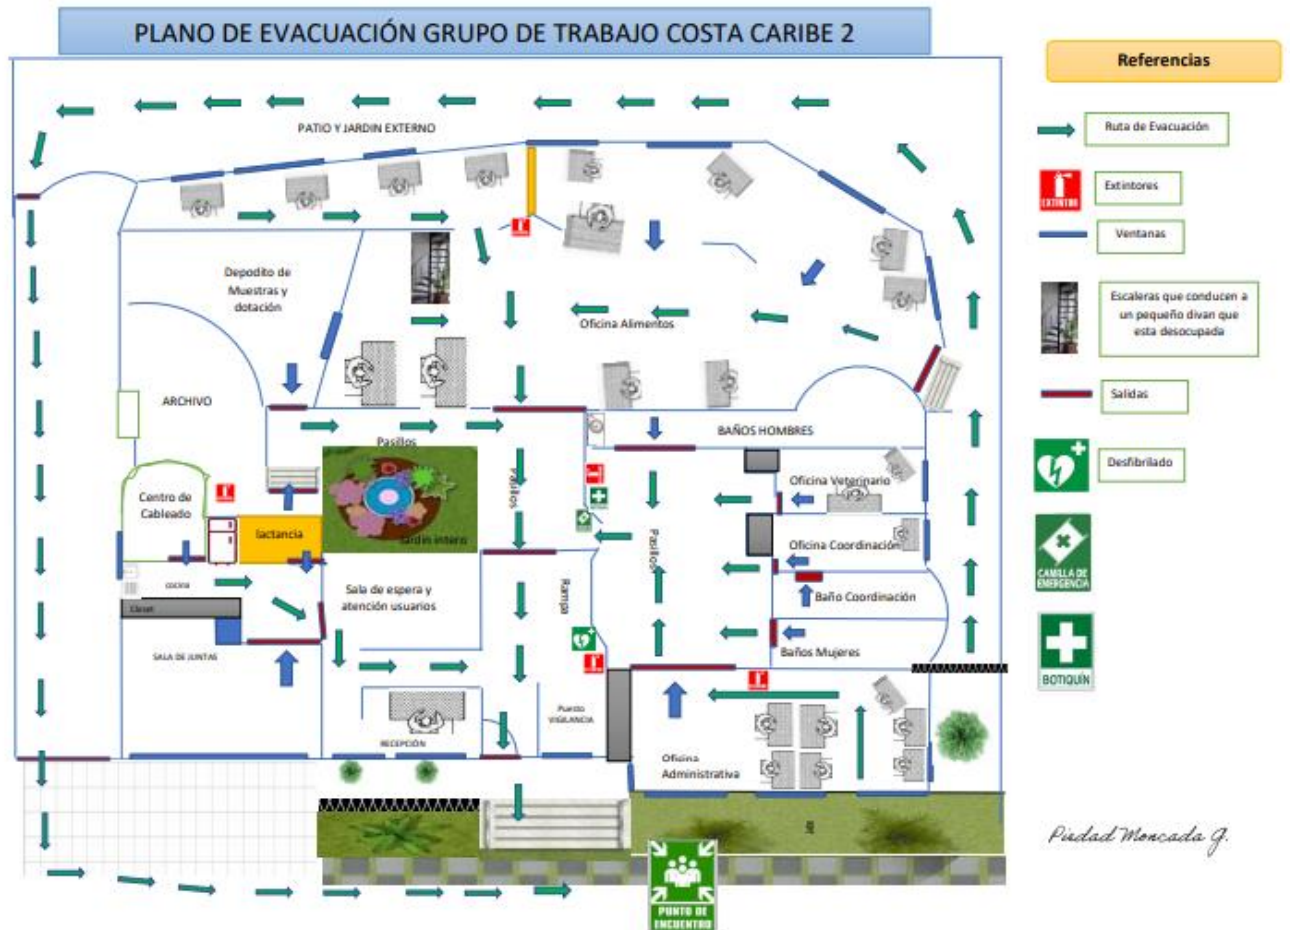 PLANO DE EVACUACIÓN GRUPO DE TRABAJO COSTA CARIBE 2
Referencias
Ruta de Evacuación
EXTINTOR
Extintores
Ventanas
Escaleras que conducen a
un pequeño divan que
esta desocupada
Salidas
Desfibrilado
CAMILLA DE
EMERGENCIA
BOTIQUÍN
PATIO Y JARDIN EXTERNO
Depodito de
Muestras y
dotación
Oficina Alimentos
ARCHIVO
BAÑOS HOMBRES
Pasillos
Pasillos
Pasillos
Oficina Veterinario
Centro de
Cableado
lactancia
Jardin intero
Oficina Coordinación
cocina
Sala de espera y
atención usuarios
Rampa
Baño Coordinación
Closet
SALA DE JUNTAS
Baños Mujeres
Puesto
VIGILANCIA
RECEPCIÓN
Oficina
Administrativa
Piedad Moncada G.
PUNTO DE
ENCUENTRO